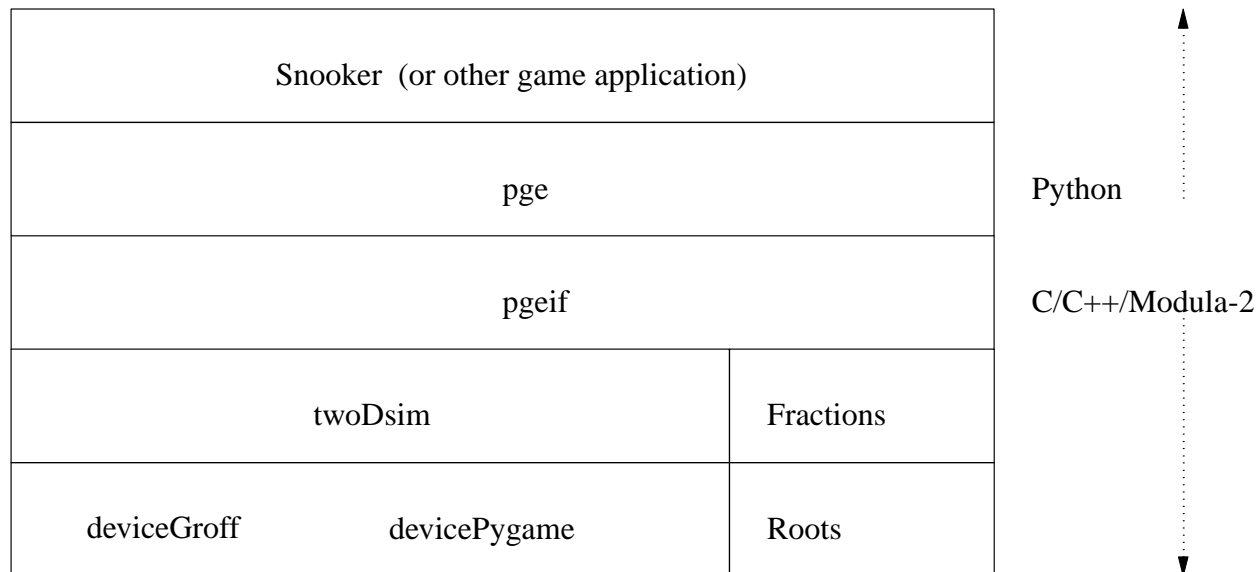 Snooker (or other game application)
pge
Python
pgeif
C/C++/Modula-2
twoDsim
Fractions
deviceGroff
devicePygame
Roots